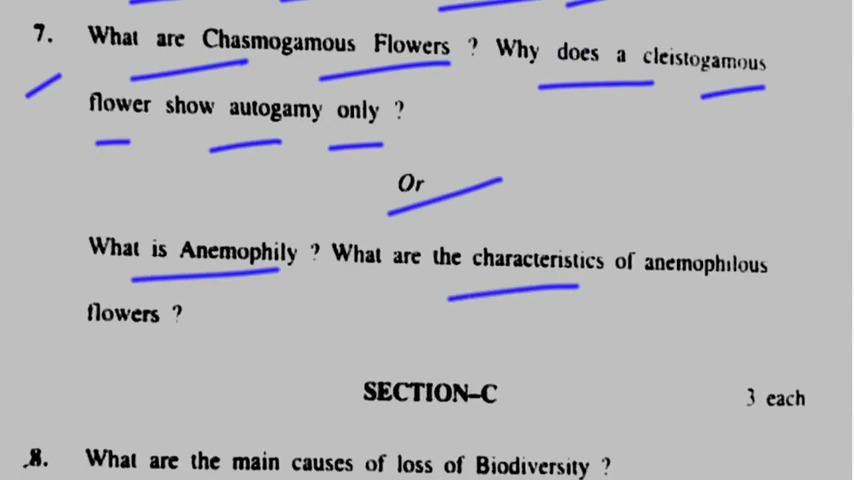 7. What are Chasmogamous Flowers ? Why does a cleistogamous
flower show autogamy only ?
Or
What is Anemophily ? What are the characteristics of anemophilous
flowers ?
SECTION–C 3 each
8. What are the main causes of loss of Biodiversity ?